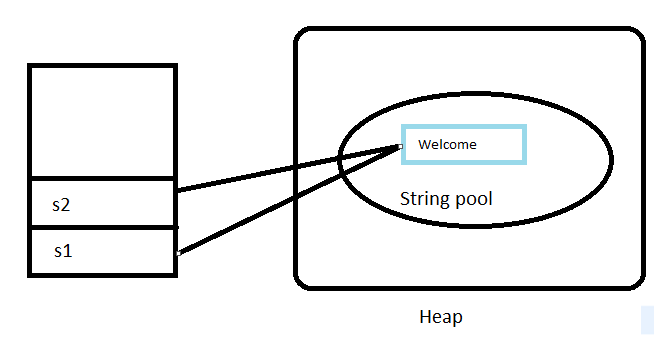 s2
s1
Welcome
String pool
Heap